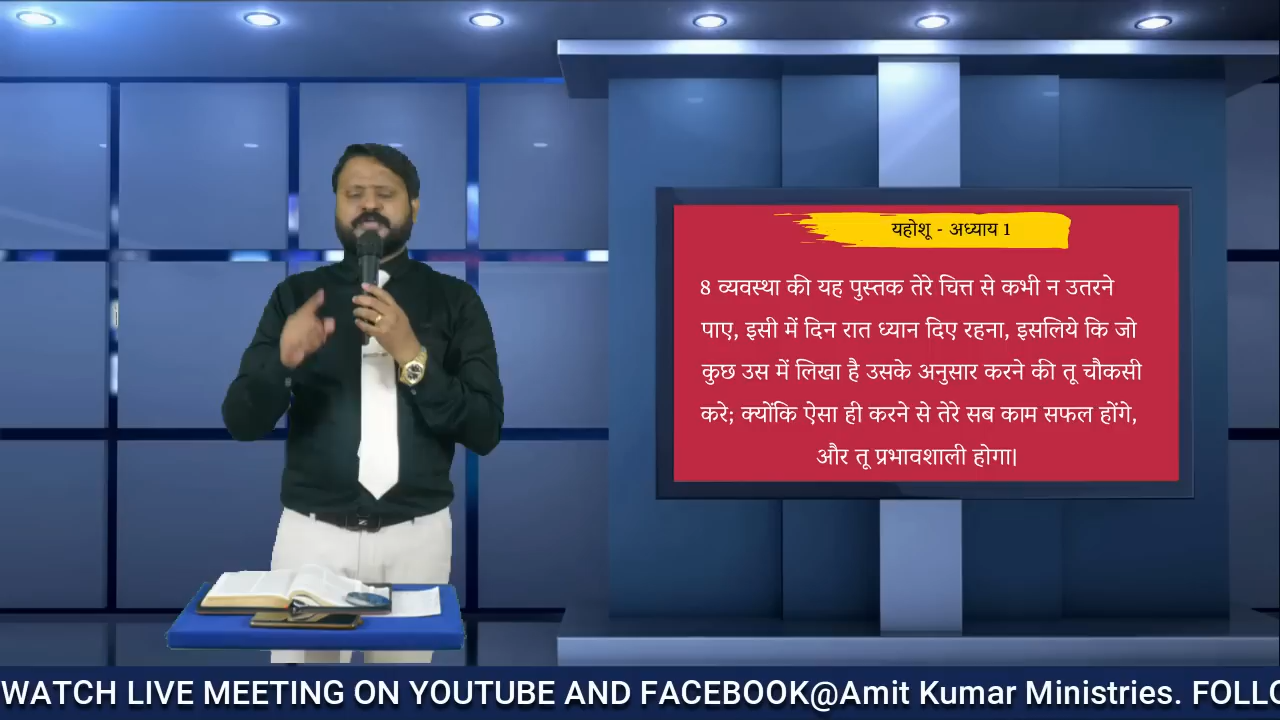 यहोशू - अध्याय 1
8 व्यवस्था की यह पुस्तक तेरे चित्त से कभी न उतरने
पाए, इसी में दिन रात ध्यान दिए रहना, इसलिये कि जो
कुछ उस में लिखा है उसके अनुसार करने की तू चौकसी
करे; क्योंकि ऐसा ही करने से तेरे सब काम सफल होंगे,
और तू प्रभावशाली होगा।
WATCH LIVE MEETING ON YOUTUBE AND FACEBOOK@Amit Kumar Ministries. FOLLO